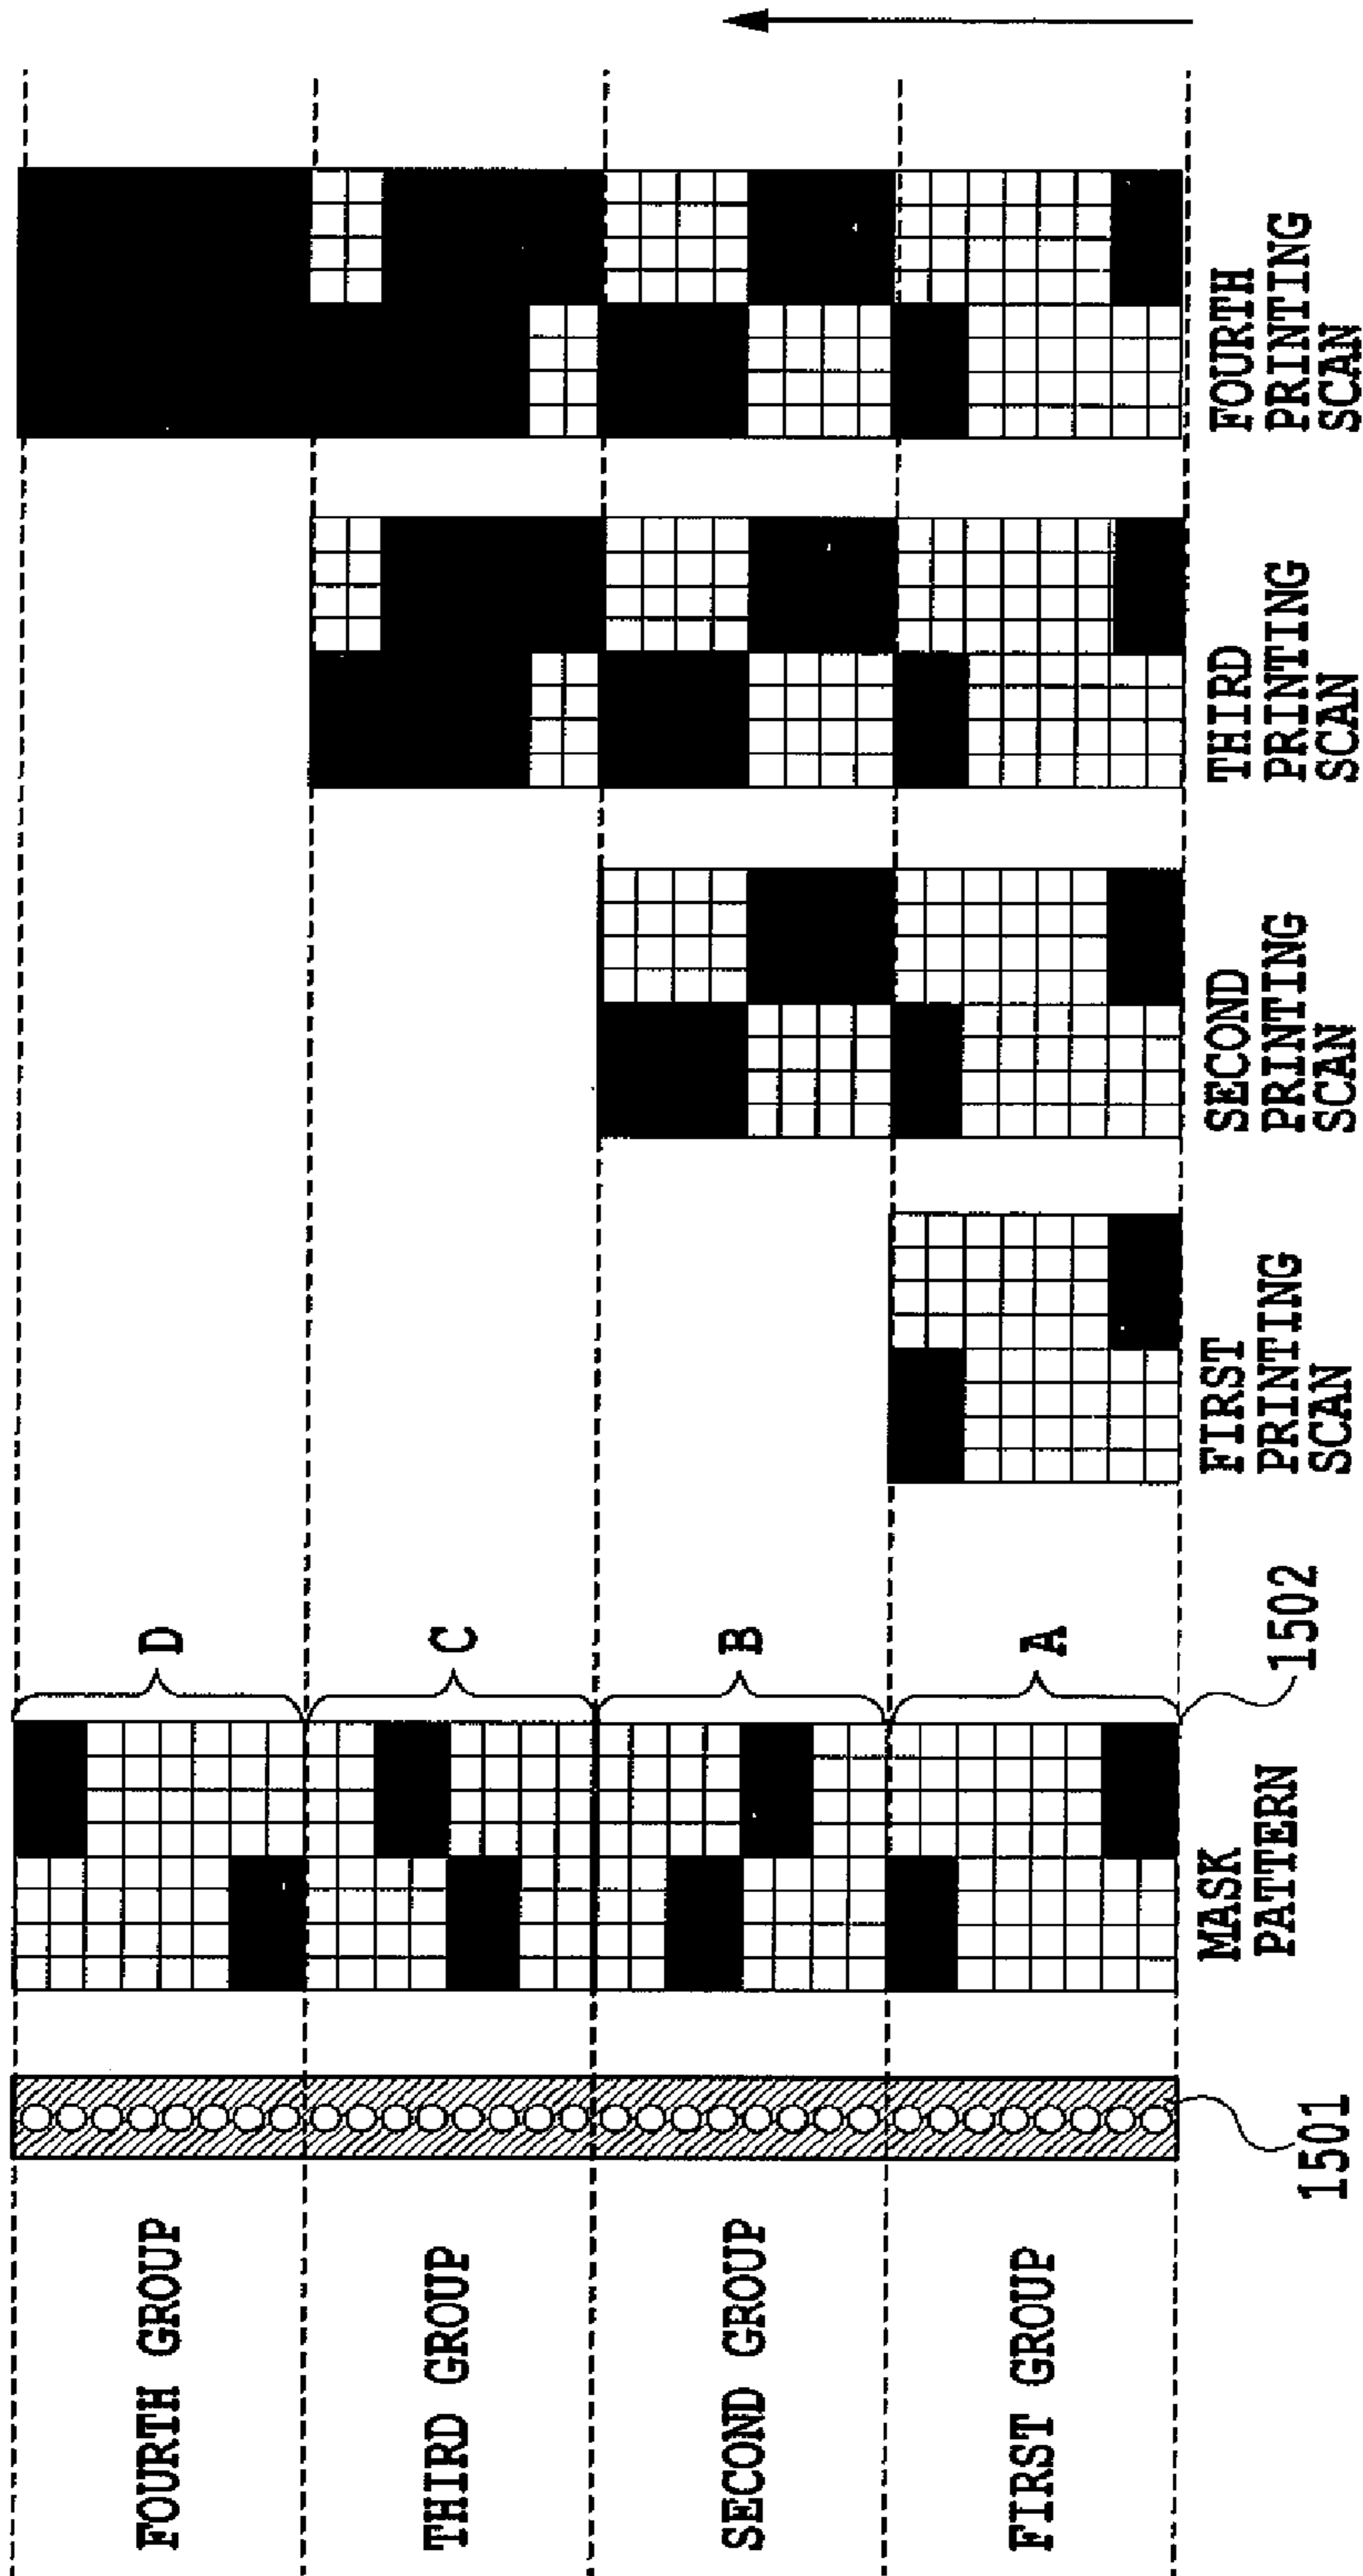 FOURTH GROUP
THIRD GROUP
SECOND GROUP
FIRST GROUP
1501
D
C
B
A
1502
MASK
PATTERN
FIRST
PRINTING
SCAN
SECOND
PRINTING
SCAN
THIRD
PRINTING
SCAN
FOURTH
PRINTING
SCAN